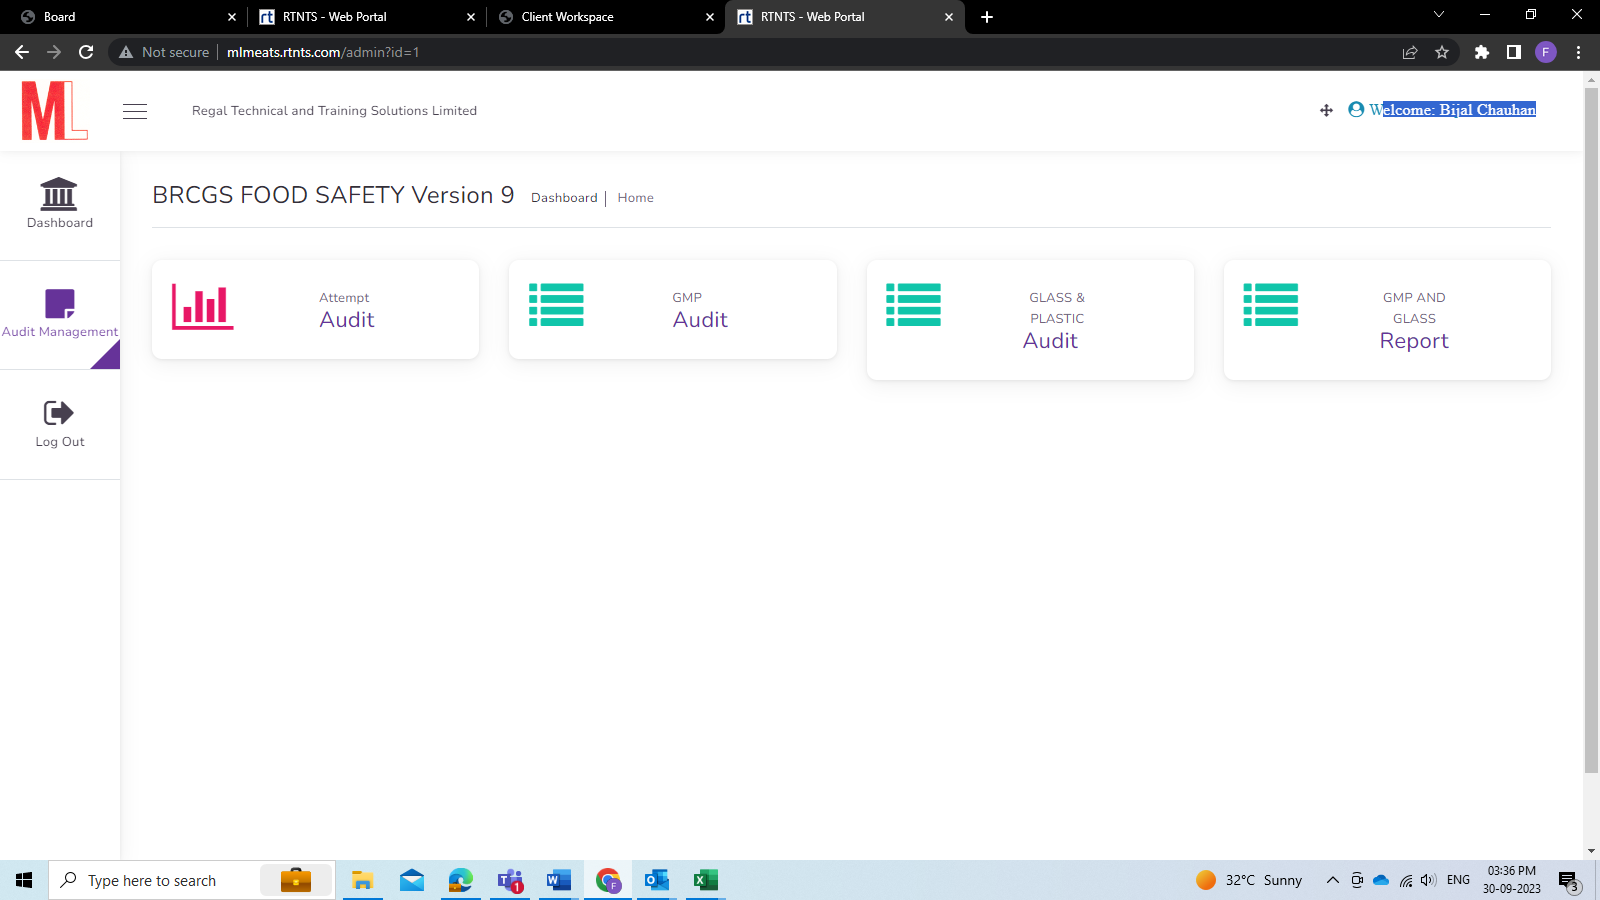 Board
RTNTS - Web Portal
Client Workspace
RTNTS - Web Portal
Not secure
mlmeats.rtnts.com/admin?id=1
F
ML
Regal Technical and Training Solutions Limited
Welcome: Bijal Chauhan
Dashboard
Audit Management
Log Out
BRCGS FOOD SAFETY Version 9
Dashboard | Home
Attempt
Audit
GMP
Audit
GLASS &
PLASTIC
Audit
GMP AND
GLASS
Report
Type here to search
1
32°C Sunny
ENG
03:36 PM
30-09-2023
3